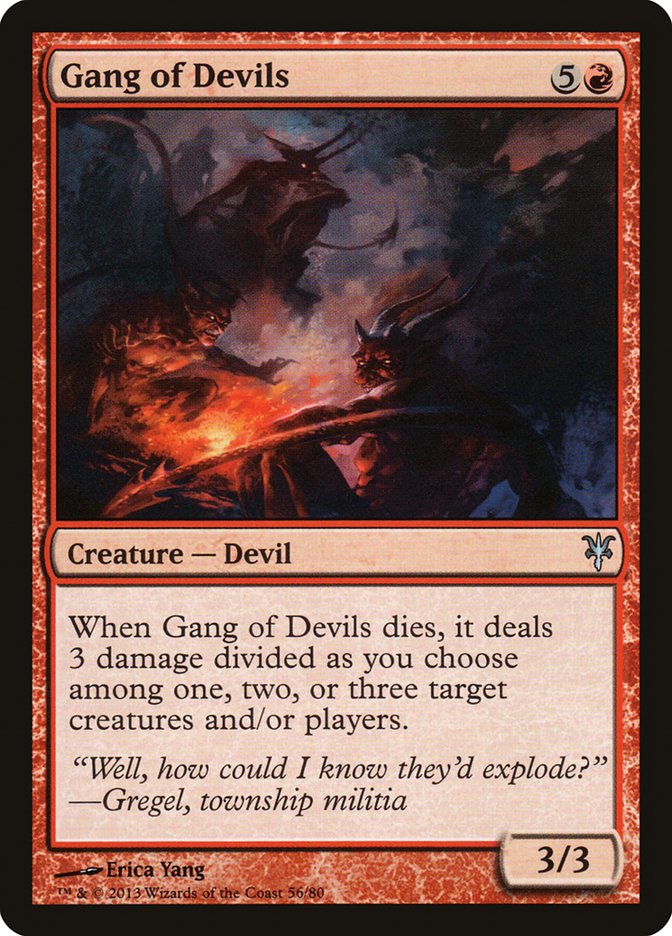 Gang of Devils 5
Creature — Devil
When Gang of Devils dies, it deals
3 damage divided as you choose
among one, two, or three target
creatures and/or players.
“Well, how could I know they’d explode?”
—Gregel, township militia
3/3
Erica Yang
™ & © 2013 Wizards of the Coast 56/80